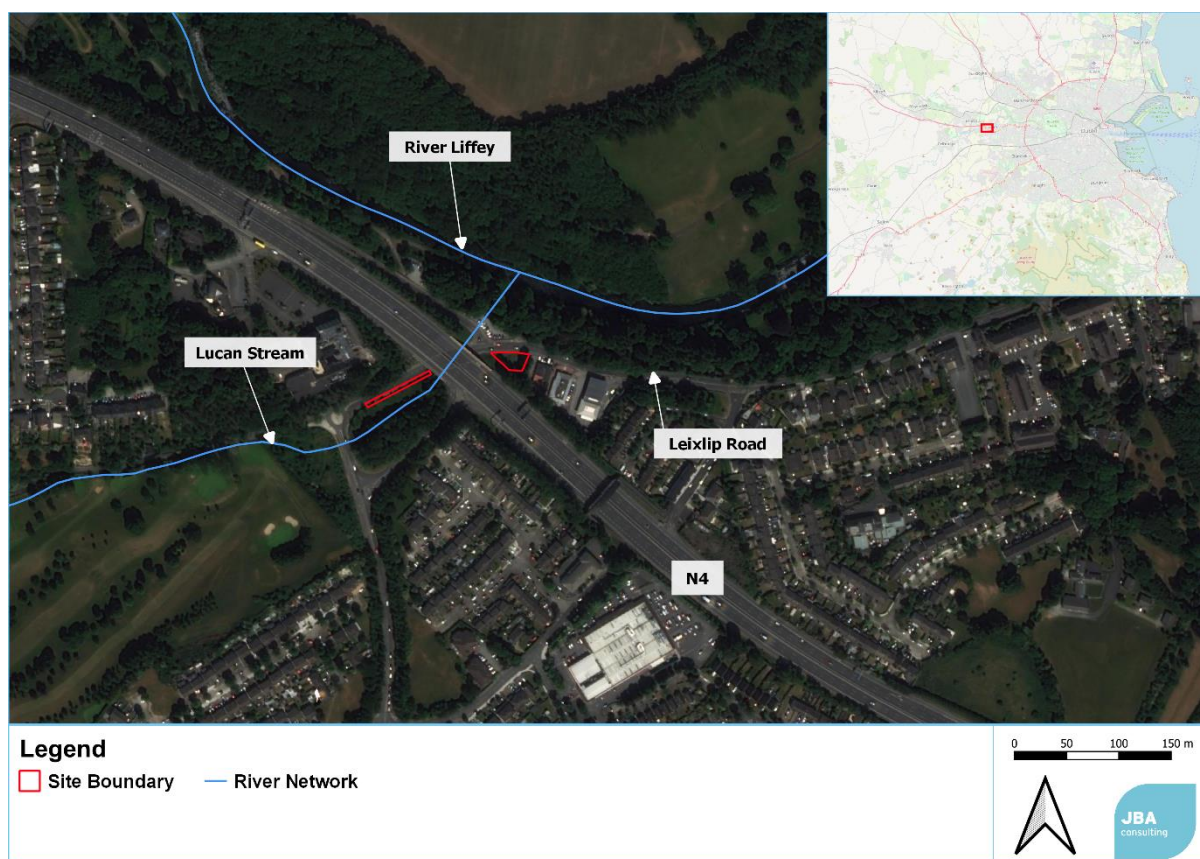 River Liffey
Lucan Stream
Leixlip Road
N4
Legend
Site Boundary
River Network
0 50 100 150 m
JBA
consulting